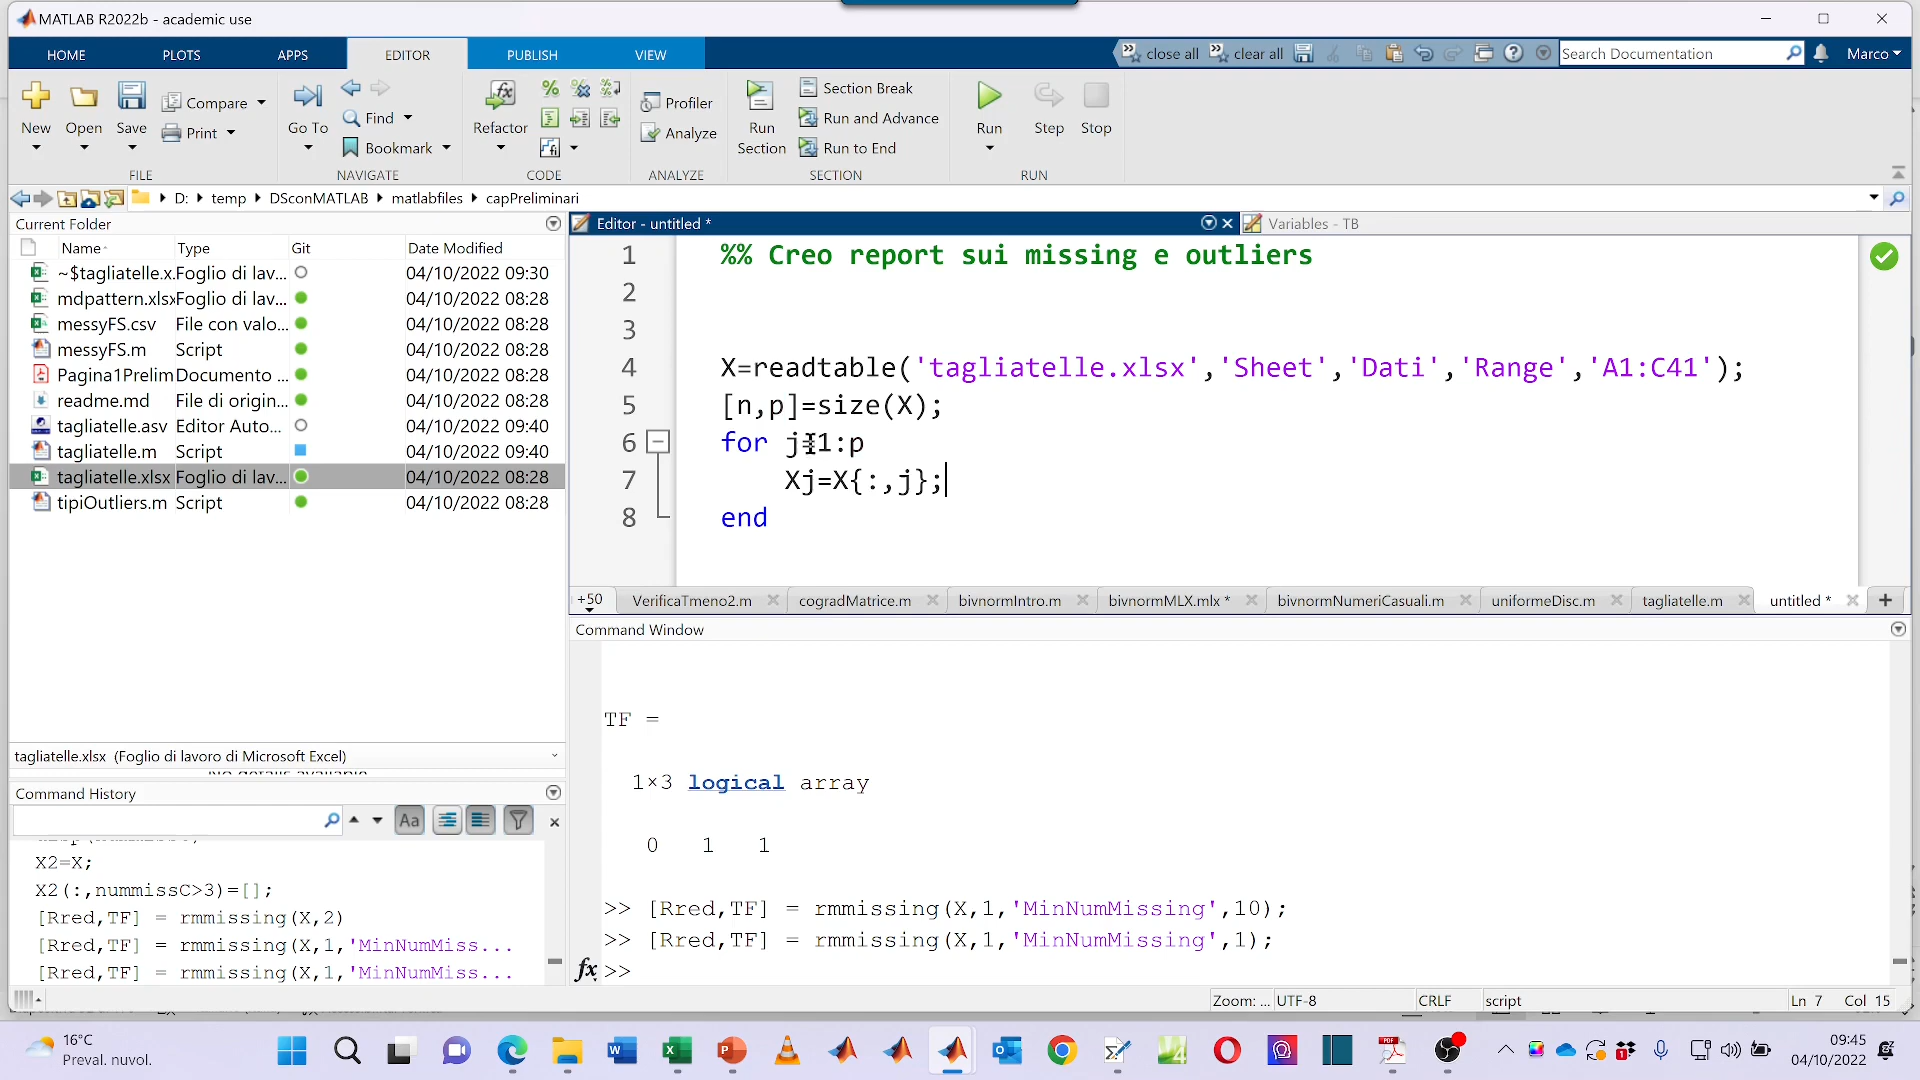 MATLAB R2022b - academic use
HOME PLOTS APPS EDITOR PUBLISH VIEW
close all clear all Search Documentation Marco
New Open Save Compare Print
FILE
Go To Find Bookmark
NAVIGATE
Refactor
CODE
Profiler Analyze
ANALYZE
Run Section Section Break Run and Advance Run to End
SECTION
Run Step Stop
RUN
D: temp DSconMATLAB matlabfiles capPreliminari
Current Folder
Name Type Git Date Modified
~$tagliatelle.x. Foglio di lav... 04/10/2022 09:30
mdpattern.xlsx Foglio di lav... 04/10/2022 08:28
messyFS.csv File con valo... 04/10/2022 08:28
messyFS.m Script 04/10/2022 08:28
Pagina1Prelim Documento ... 04/10/2022 08:28
readme.md File di origin... 04/10/2022 08:28
tagliatelle.asv Editor Auto... 04/10/2022 09:40
tagliatelle.m Script 04/10/2022 09:40
tagliatelle.xlsx Foglio di lav... 04/10/2022 08:28
tipiOutliers.m Script 04/10/2022 08:28
tagliatelle.xlsx (Foglio di lavoro di Microsoft Excel)
Command History
Aa
X2=X;
X2(:,nummissC>3)=[];
[Rred,TF] = rmmissing(X,2)
[Rred,TF] = rmmissing(X,1,'MinNumMiss...
[Rred,TF] = rmmissing(X,1,'MinNumMiss...
Editor - untitled * Variables - TB
1 %% Creo report sui missing e outliers
2
3
4 X=readtable('tagliatelle.xlsx','Sheet','Dati','Range','A1:C41');
5 [n,p]=size(X);
6 for j=1:p
7 Xj=X{:,j};
8 end
+50 VerificaTmeno2.m cogradMatrice.m bivnormIntro.m bivnormMLX.mlx * bivnormNumeriCasuali.m uniformeDisc.m tagliatelle.m untitled *
Command Window
TF =
1×3 logical array
0 1 1
>> [Rred,TF] = rmmissing(X,1,'MinNumMissing',10);
>> [Rred,TF] = rmmissing(X,1,'MinNumMissing',1);
fx >>
Zoom: ... UTF-8 CRLF script Ln 7 Col 15
16°C
Preval. nuvol.
09:45
04/10/2022